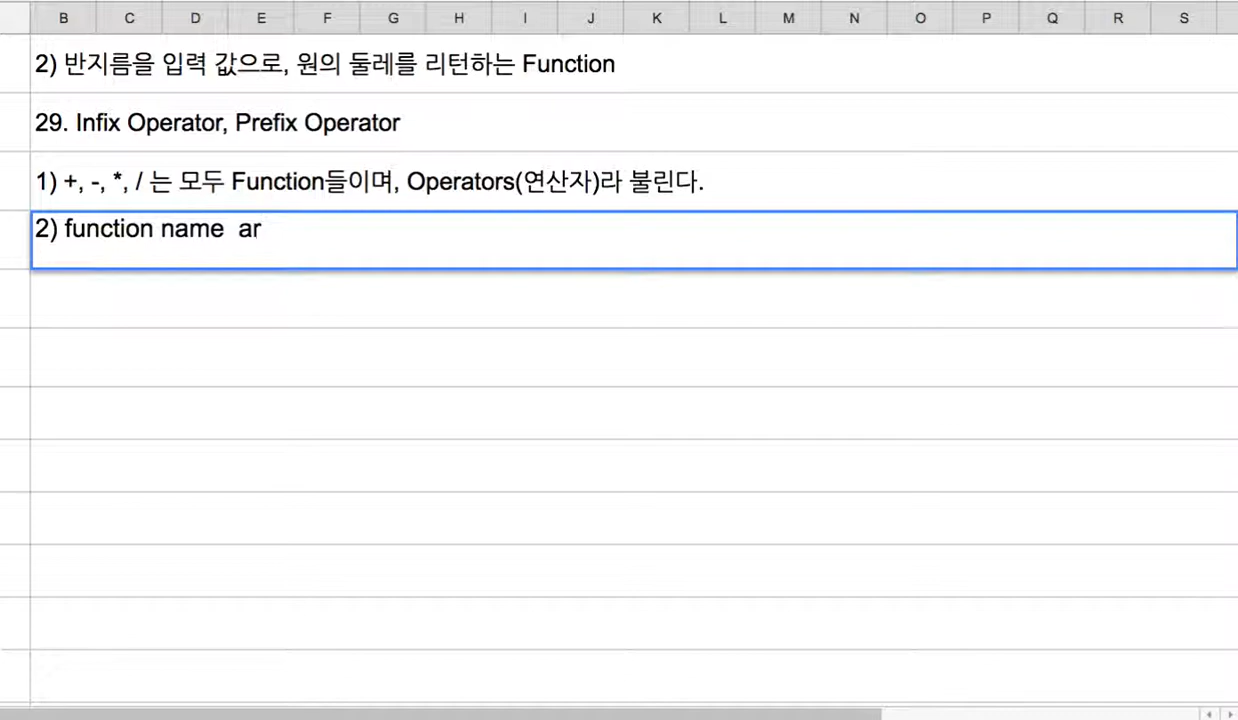 B C D E F G H I J K L M N O P Q R S
2) 반지름을 입력 값으로, 원의 둘레를 리턴하는 Function
29. Infix Operator, Prefix Operator
1) +, -, *, / 는 모두 Function들이며, Operators(연산자)라 불린다.
2) function name  ar